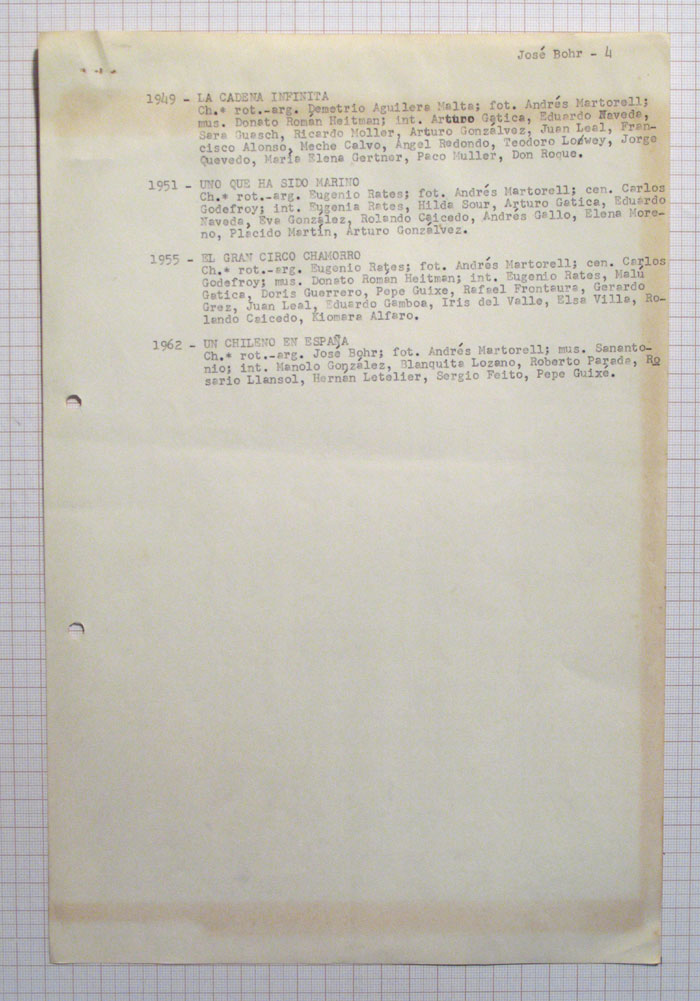 José Bohr - 4
1949 - LA CADENA INFINITA
Ch.* rot.-arg. Demetrio Aguilera Malta; fot. Andrés Martorell;
mus. Donato Román Heitman; int. Arturo Gatica, Eduardo Naveda,
Sara Guasch, Ricardo Moller, Arturo Gonzálvez, Juan Leal, Fran-
cisco Alonso, Meche Calvo, Angel Redondo, Teodoro Lowey, Jorge
Quevedo, María Elena Gertner, Paco Muller, Don Roque.
1951 - UNO QUE HA SIDO MARINO
Ch.* rot.-arg. Eugenio Rates; fot. Andrés Martorell; cen. Carlos
Godefroy; int. Eugenia Rates, Hilda Sour, Arturo Gatica, Eduardo
Naveda, Eva González, Rolando Caicedo, Andrés Gallo, Elena More-
no, Placido Martín, Arturo Gonzálvez.
1955 - EL GRAN CIRCO CHAMORRO
Ch.* rot.-arg. Eugenio Rates; fot. Andrés Martorell; cen. Carlos
Godefroy; mus. Donato Roman Heitman; int. Eugenio Rates, Malú
Gatica, Doris Guerrero, Pepe Guixe, Rafael Frontaura, Gerardo
Grez, Juan Leal, Eduardo Gamboa, Iris del Valle, Elsa Villa, Ro-
lando Caicedo, Kiomara Alfaro.
1962 - UN CHILENO EN ESPAÑA
Ch.* rot.-arg. José Bohr; fot. Andrés Martorell; mus. Sananto-
nio; int. Manolo González, Blanquita Lozano, Roberto Parada, Ro
sario Llansol, Hernan Letelier, Sergio Feito, Pepe Guixé.